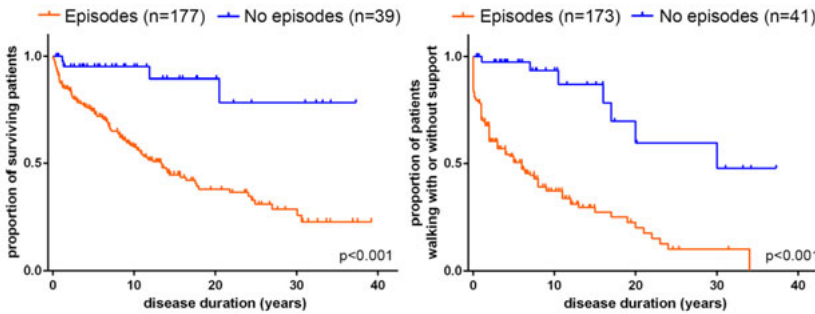 Episodes (n=177) No episodes (n=39)
proportion of surviving patients
1.0
0.5
0.0
0 10 20 30 40
p<0.001
disease duration (years)
Episodes (n=173) No episodes (n=41)
proportion of patients
walking with or without support
1.0
0.5
0.0
0 10 20 30 40
p<0.001
disease duration (years)